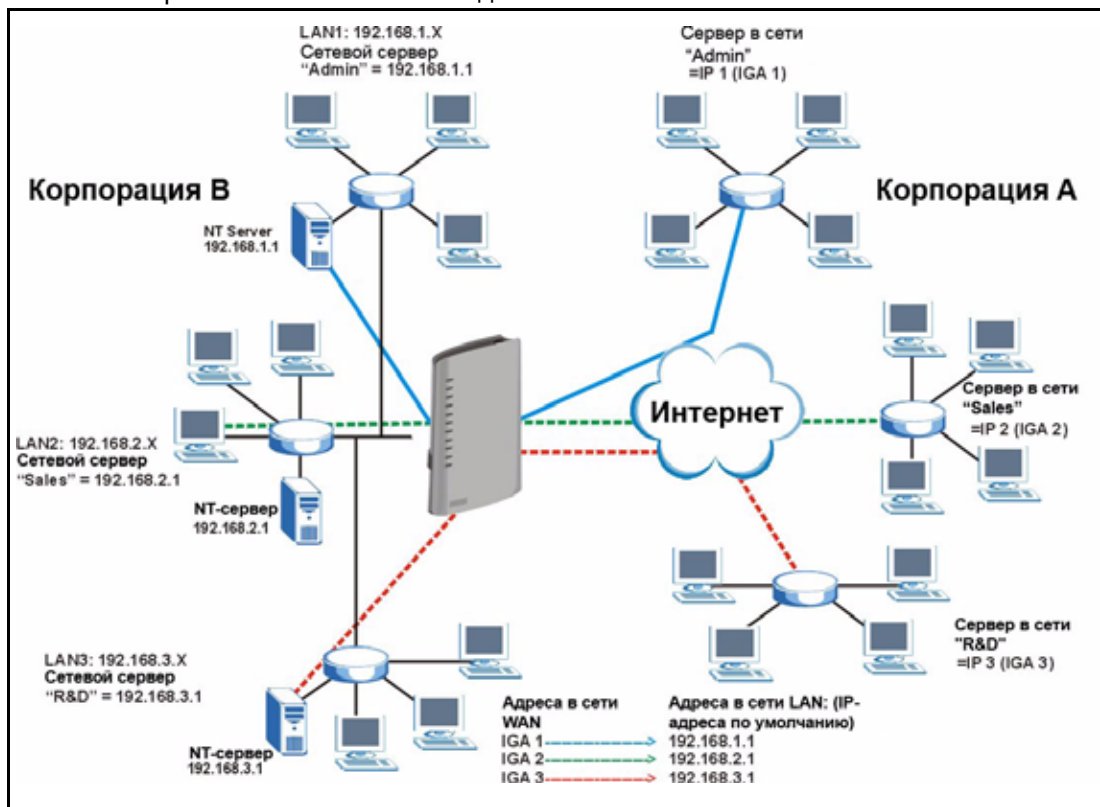 LAN1: 192.168.1.X
Сетевой сервер
“Admin” = 192.168.1.1
Сервер в сети
“Admin”
=IP 1 (IGA 1)
Корпорация В
Корпорация А
NT Server
192.168.1.1
Интернет
Сервер в сети
“Sales”
=IP 2 (IGA 2)
LAN2: 192.168.2.X
Сетевой сервер
“Sales” = 192.168.2.1
NT-сервер
192.168.2.1
Сервер в сети
"R&D"
=IP 3 (IGA 3)
LAN3: 192.168.3.X
Сетевой сервер
“R&D” = 192.168.3.1
NT-сервер
192.168.3.1
Адреса в сети
WAN
Адреса в сети LAN: (IP-
адреса по умолчанию)
IGA 1 192.168.1.1
IGA 2 192.168.2.1
IGA 3 192.168.3.1